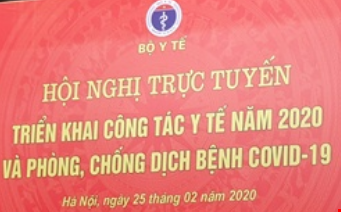 BỘ Y TẾ
HỘI NGHỊ TRỰC TUYẾN
TRIỂN KHAI CÔNG TÁC Y TẾ NĂM 2020
VÀ PHÒNG, CHỐNG DỊCH BỆNH COVID-19
Hà Nội, ngày 25 tháng 02 năm 2020